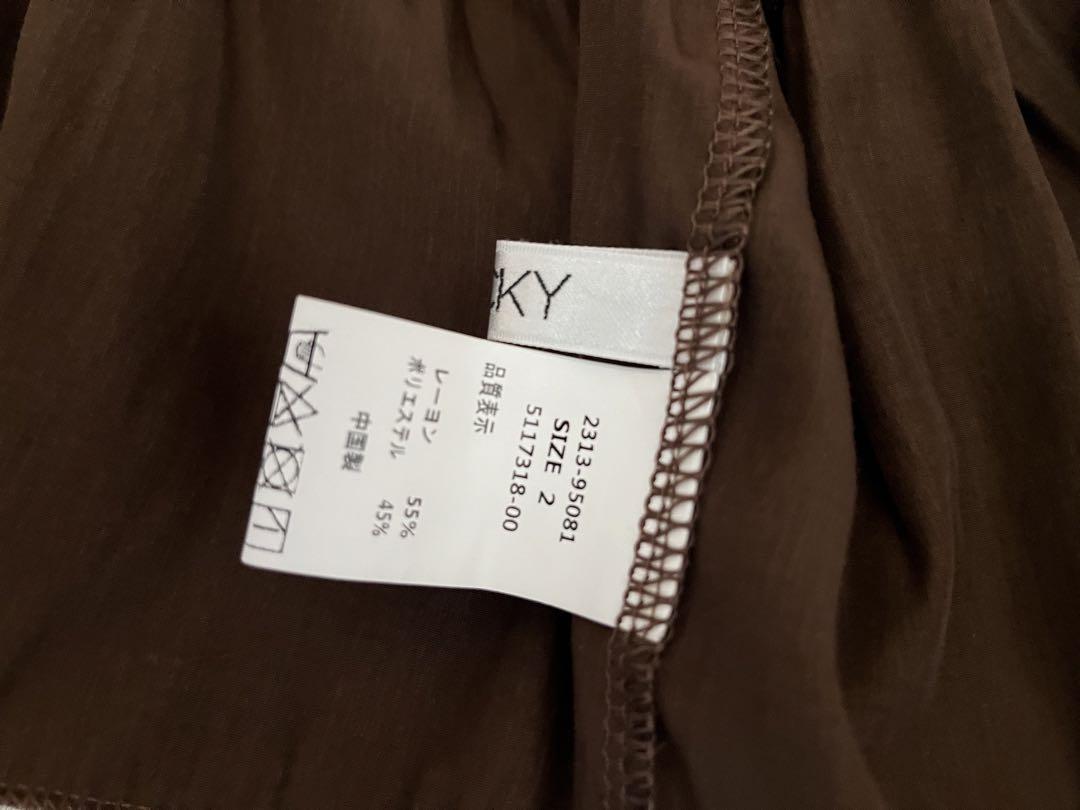 CKY
2313-95081
SIZE 2
5117318-00
品質表示
レーヨン 55%
ポリエステル 45%
中国製